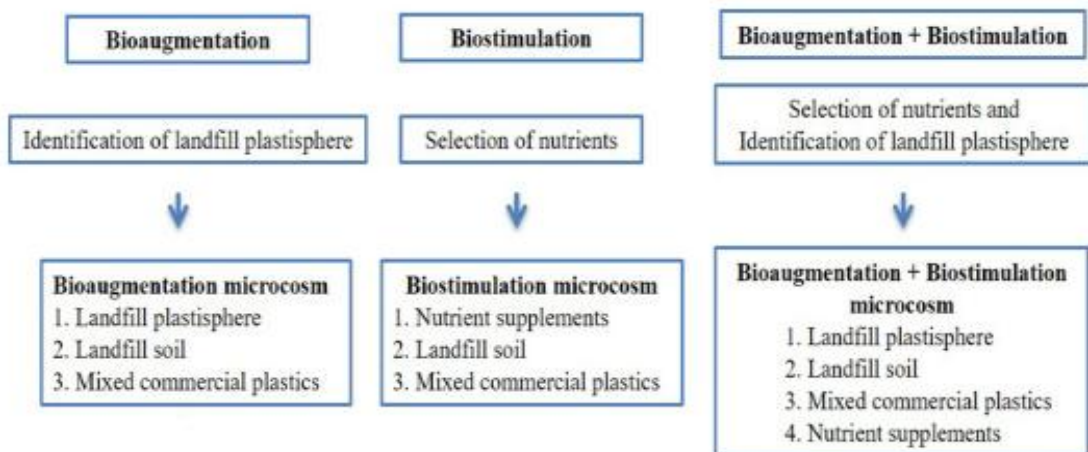 Bioaugmentation
Identification of landfill plastisphere
Bioaugmentation microcosm
1. Landfill plastisphere
2. Landfill soil
3. Mixed commercial plastics
Biostimulation
Selection of nutrients
Biostimulation microcosm
1. Nutrient supplements
2. Landfill soil
3. Mixed commercial plastics
Bioaugmentation + Biostimulation
Selection of nutrients and
Identification of landfill plastisphere
Bioaugmentation + Biostimulation
microcosm
1. Landfill plastisphere
2. Landfill soil
3. Mixed commercial plastics
4. Nutrient supplements